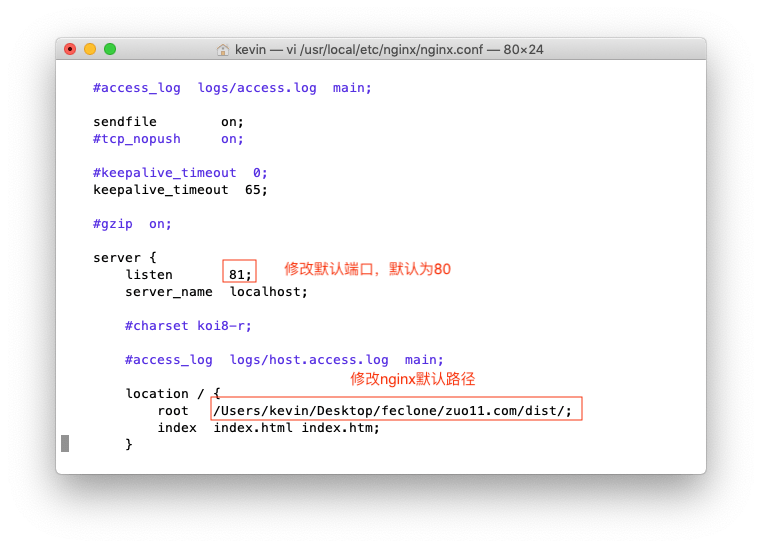 kevin — vi /usr/local/etc/nginx/nginx.conf — 80×24
#access_log  logs/access.log  main;
sendfile        on;
#tcp_nopush     on;
#keepalive_timeout  0;
keepalive_timeout  65;
#gzip  on;
server {
listen       81; 修改默认端口，默认为80
server_name  localhost;
#charset koi8-r;
#access_log  logs/host.access.log  main;
修改nginx默认路径
location / {
root   /Users/kevin/Desktop/feclone/zuo11.com/dist/;
index  index.html index.htm;
}